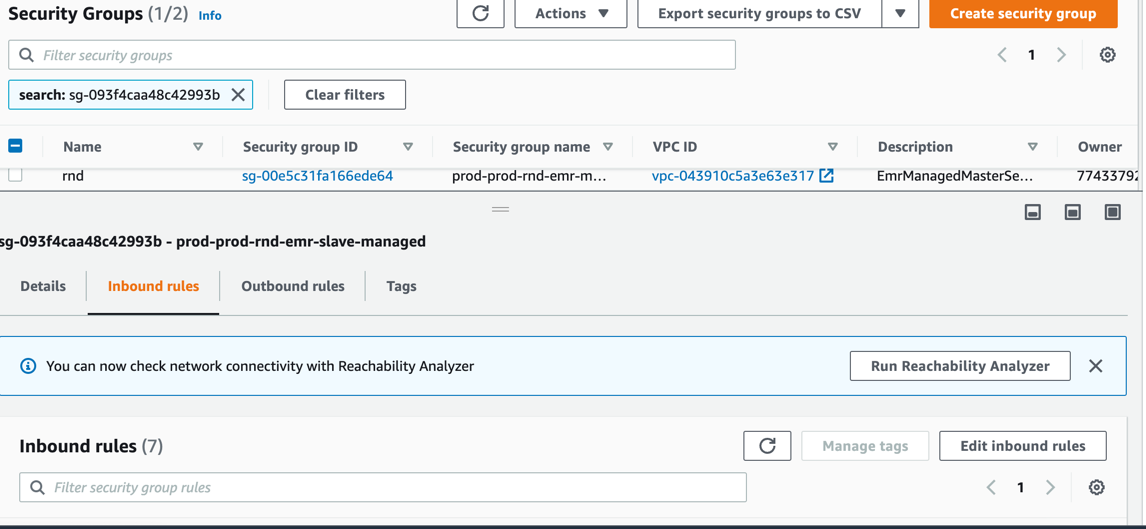 Security Groups (1/2) Info
Actions
Export security groups to CSV
Create security group
Filter security groups
1
search: sg-093f4caa48c42993b
Clear filters
Name Security group ID Security group name VPC ID Description Owner
rnd sg-00e5c31fa166ede64 prod-prod-rnd-emr-m... vpc-043910c5a3e63e317 EmrManagedMasterSe... 77433792
sg-093f4caa48c42993b - prod-prod-rnd-emr-slave-managed
Details Inbound rules Outbound rules Tags
You can now check network connectivity with Reachability Analyzer
Run Reachability Analyzer
Inbound rules (7)
Manage tags
Edit inbound rules
Filter security group rules
1